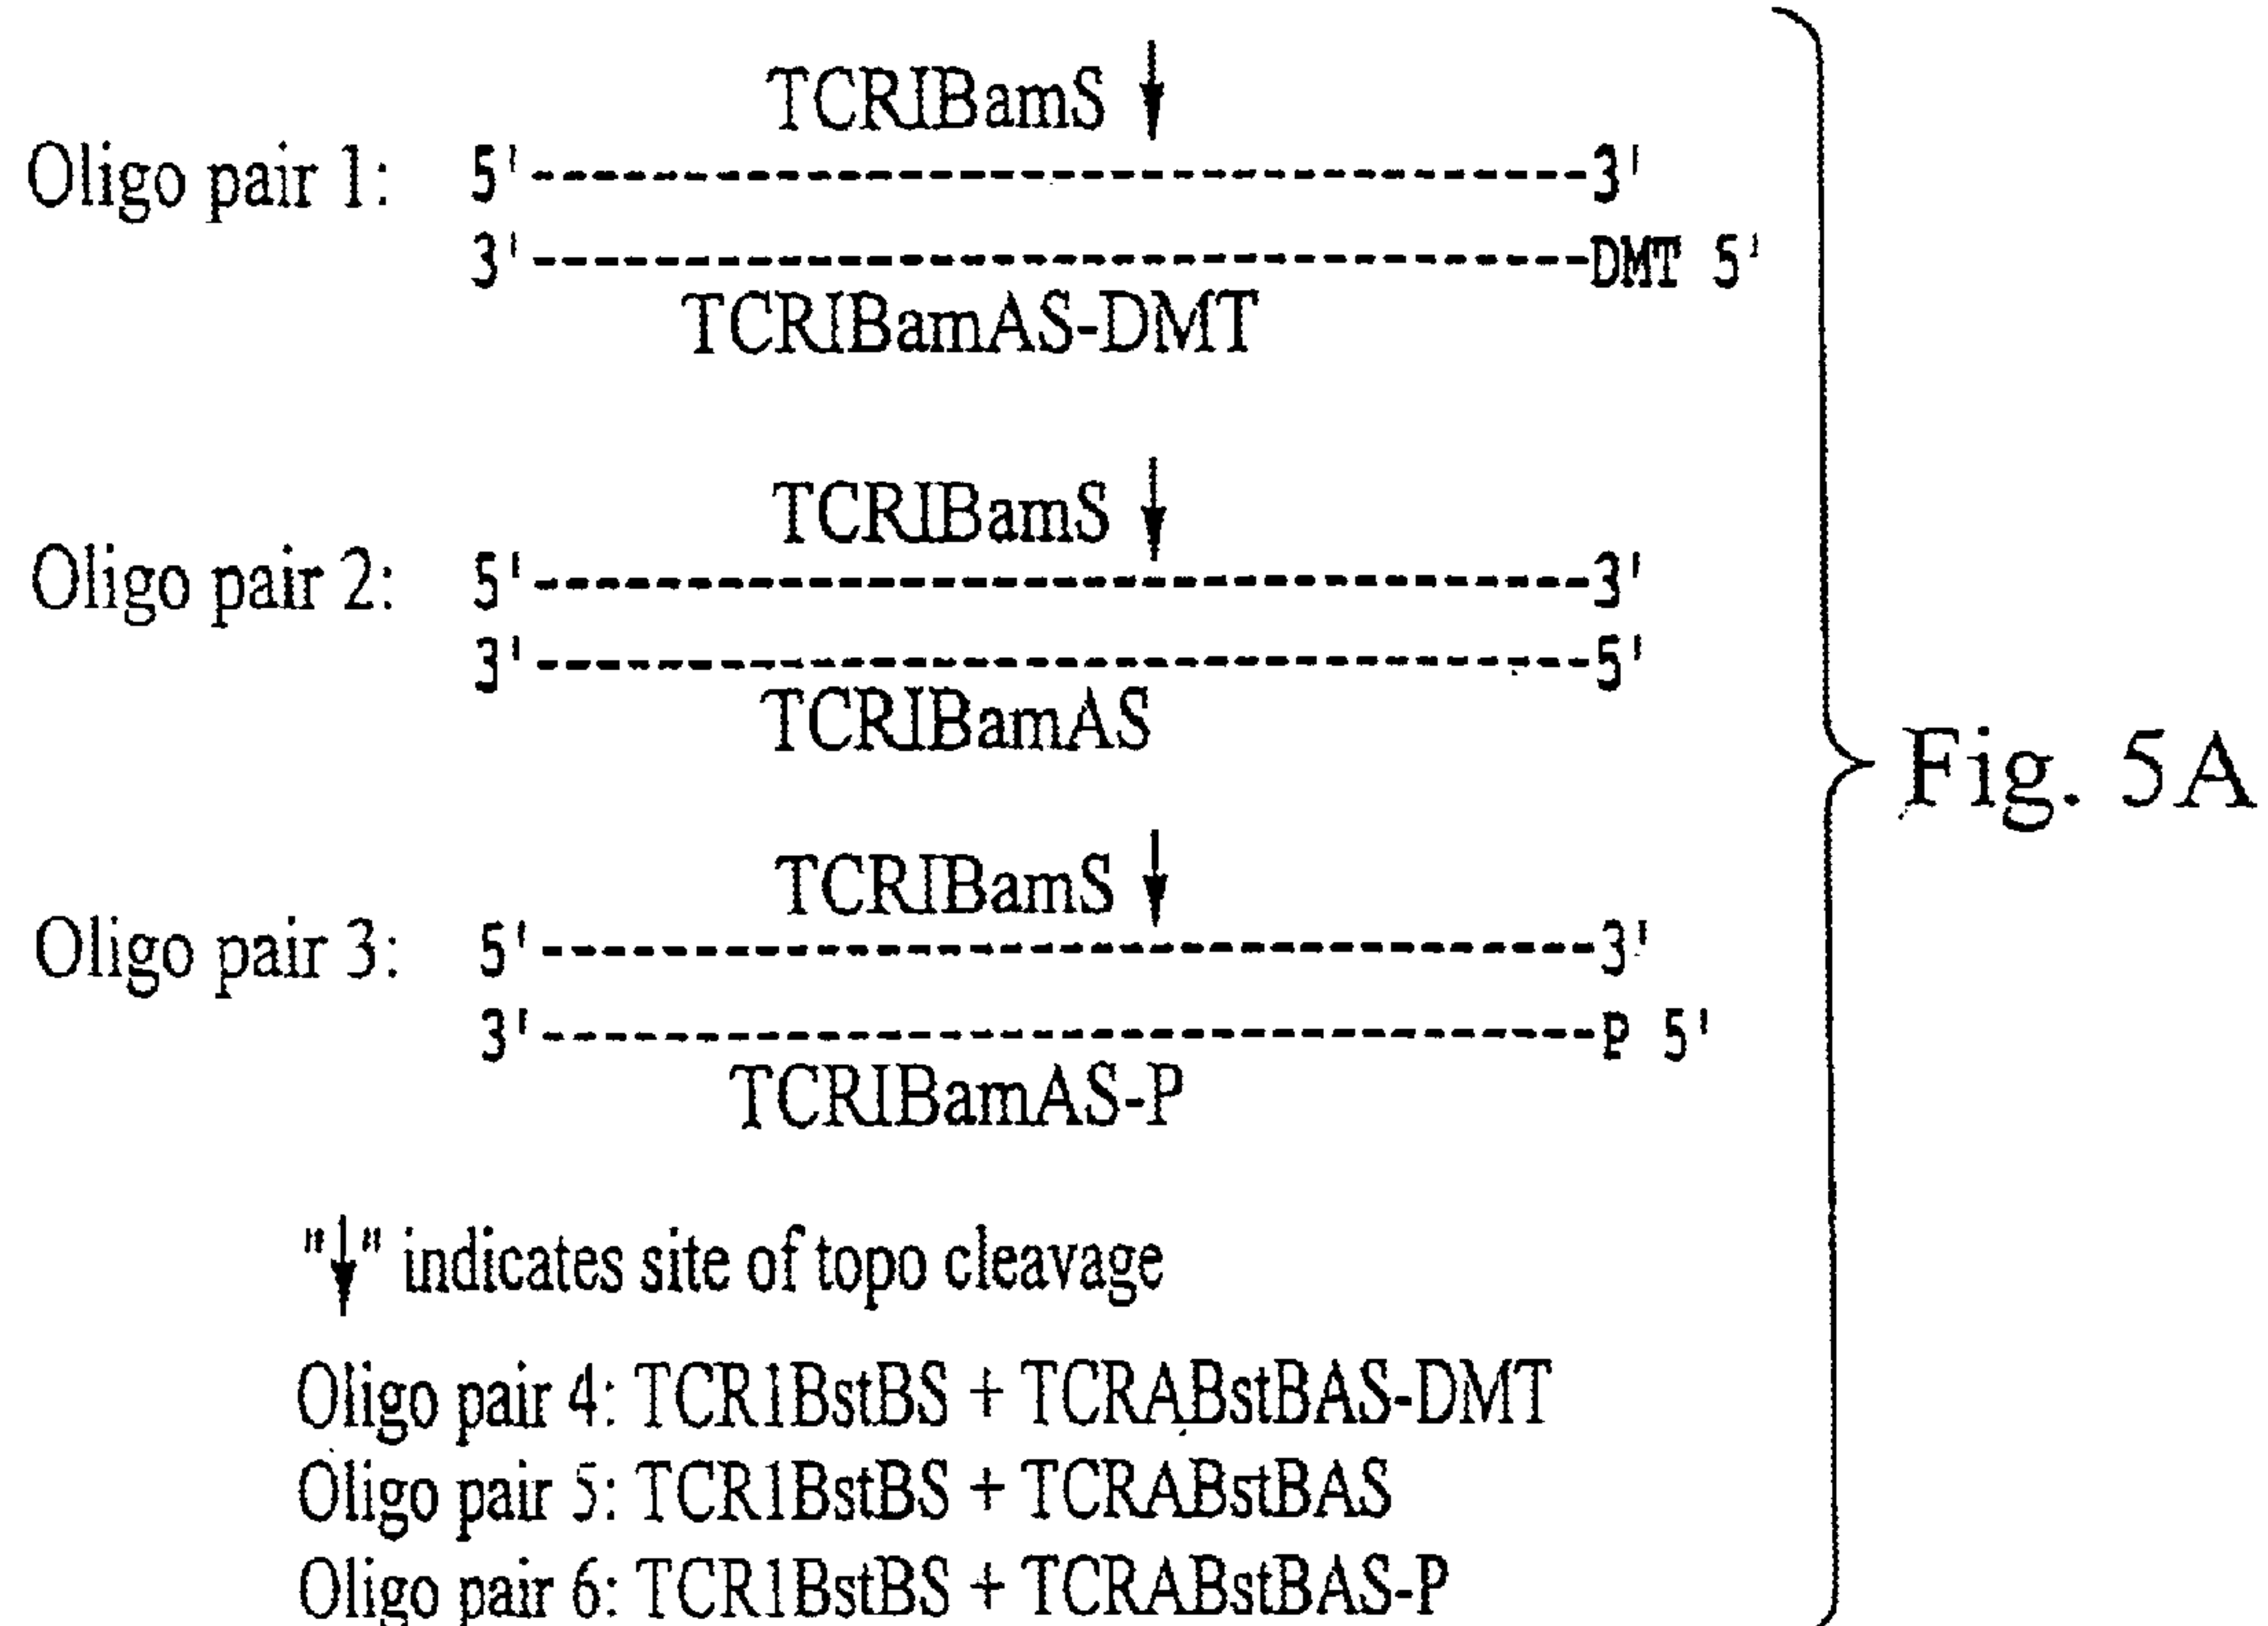 TCRIBamS ↓
Oligo pair 1: 5'------------------------------3'
3'------------------------------DMT 5'
TCRIBamAS-DMT
TCRIBamS ↓
Oligo pair 2: 5'------------------------------3'
3'------------------------------5'
TCRIBamAS
TCRIBamS ↓
Oligo pair 3: 5'------------------------------3'
3'------------------------------P 5'
TCRIBamAS-P
"↓" indicates site of topo cleavage
Oligo pair 4: TCR1BstBS + TCRABstBAS-DMT
Oligo pair 5: TCR1BstBS + TCRABstBAS
Oligo pair 6: TCR1BstBS + TCRABstBAS-P
Fig. 5A